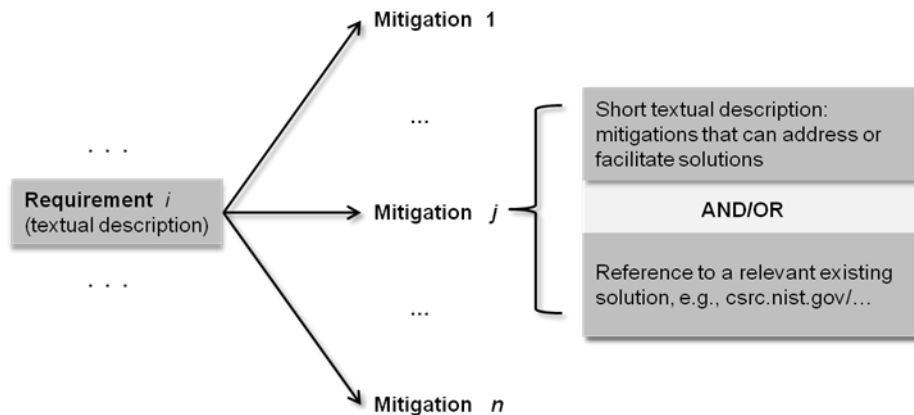 Mitigation 1
...
Short textual description:
mitigations that can address or
facilitate solutions
. . .
Requirement i
(textual description)
Mitigation j
AND/OR
. . .
...
Reference to a relevant existing
solution, e.g., csrc.nist.gov/…
Mitigation n